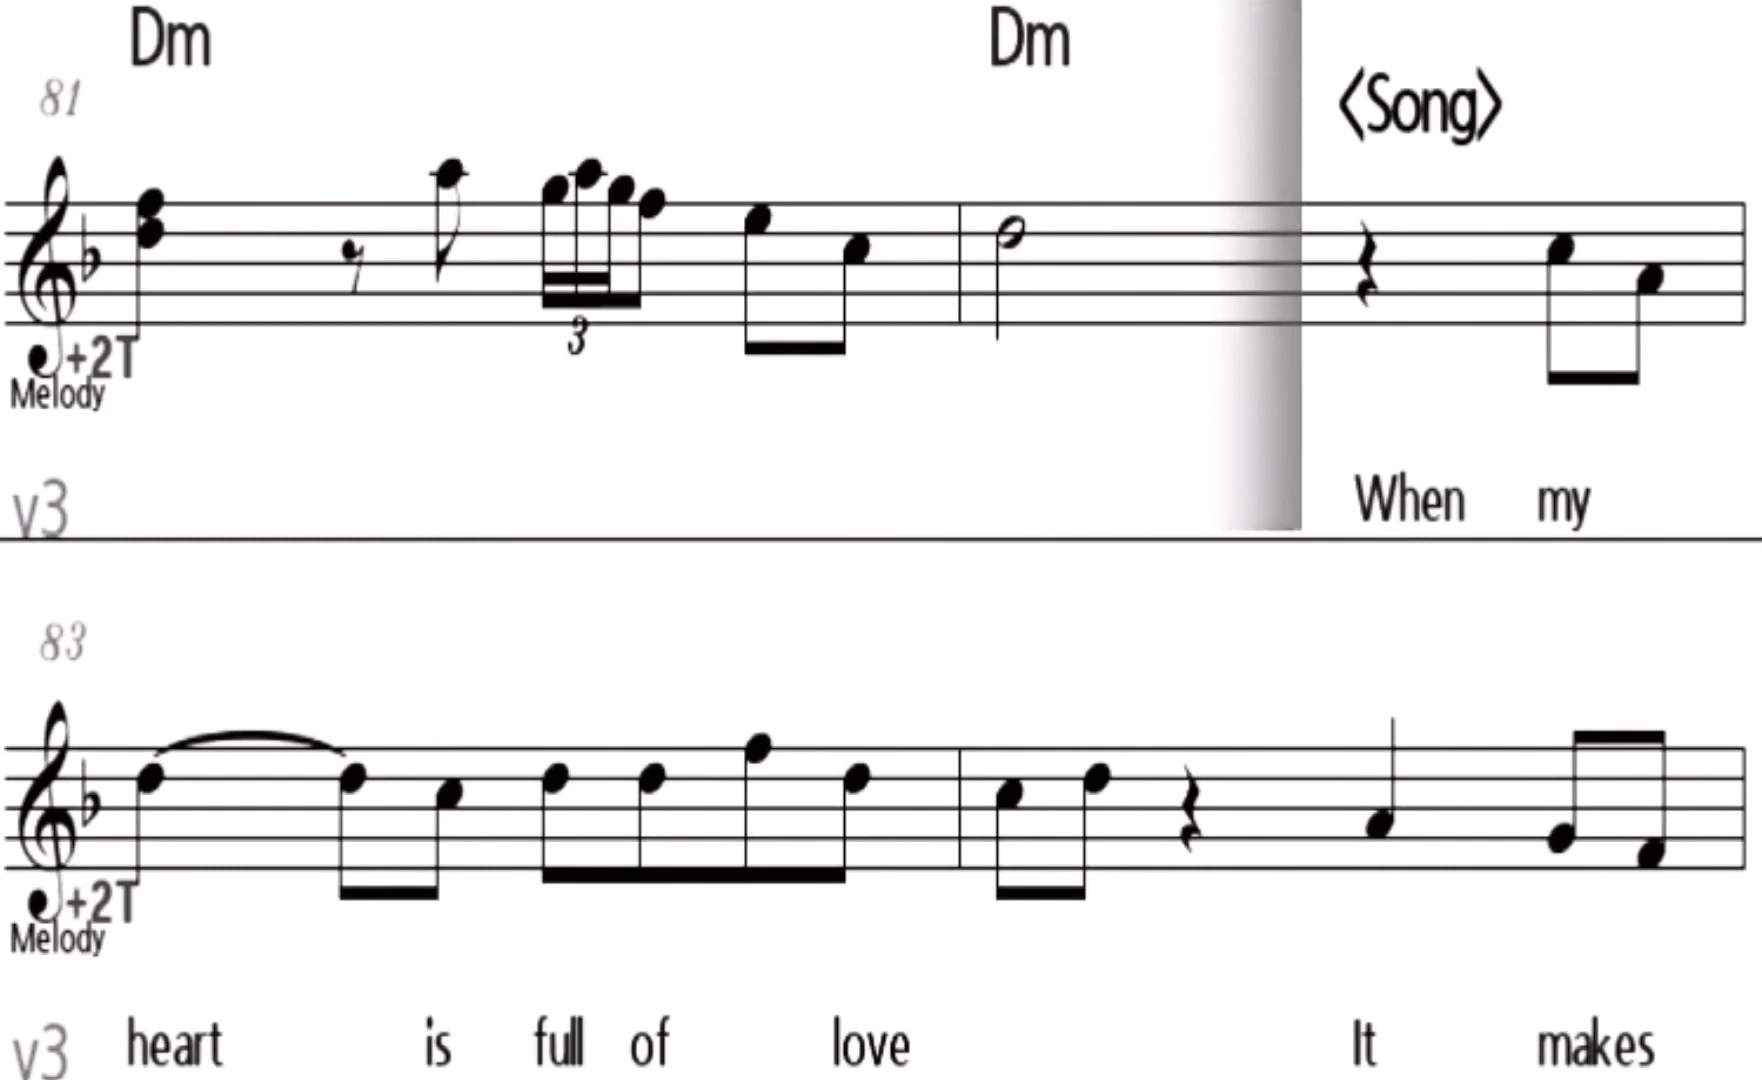 Dm Dm
81 <Song>
3
+2T
Melody
v3 When my
83
+2T
Melody
v3 heart is full of love It makes